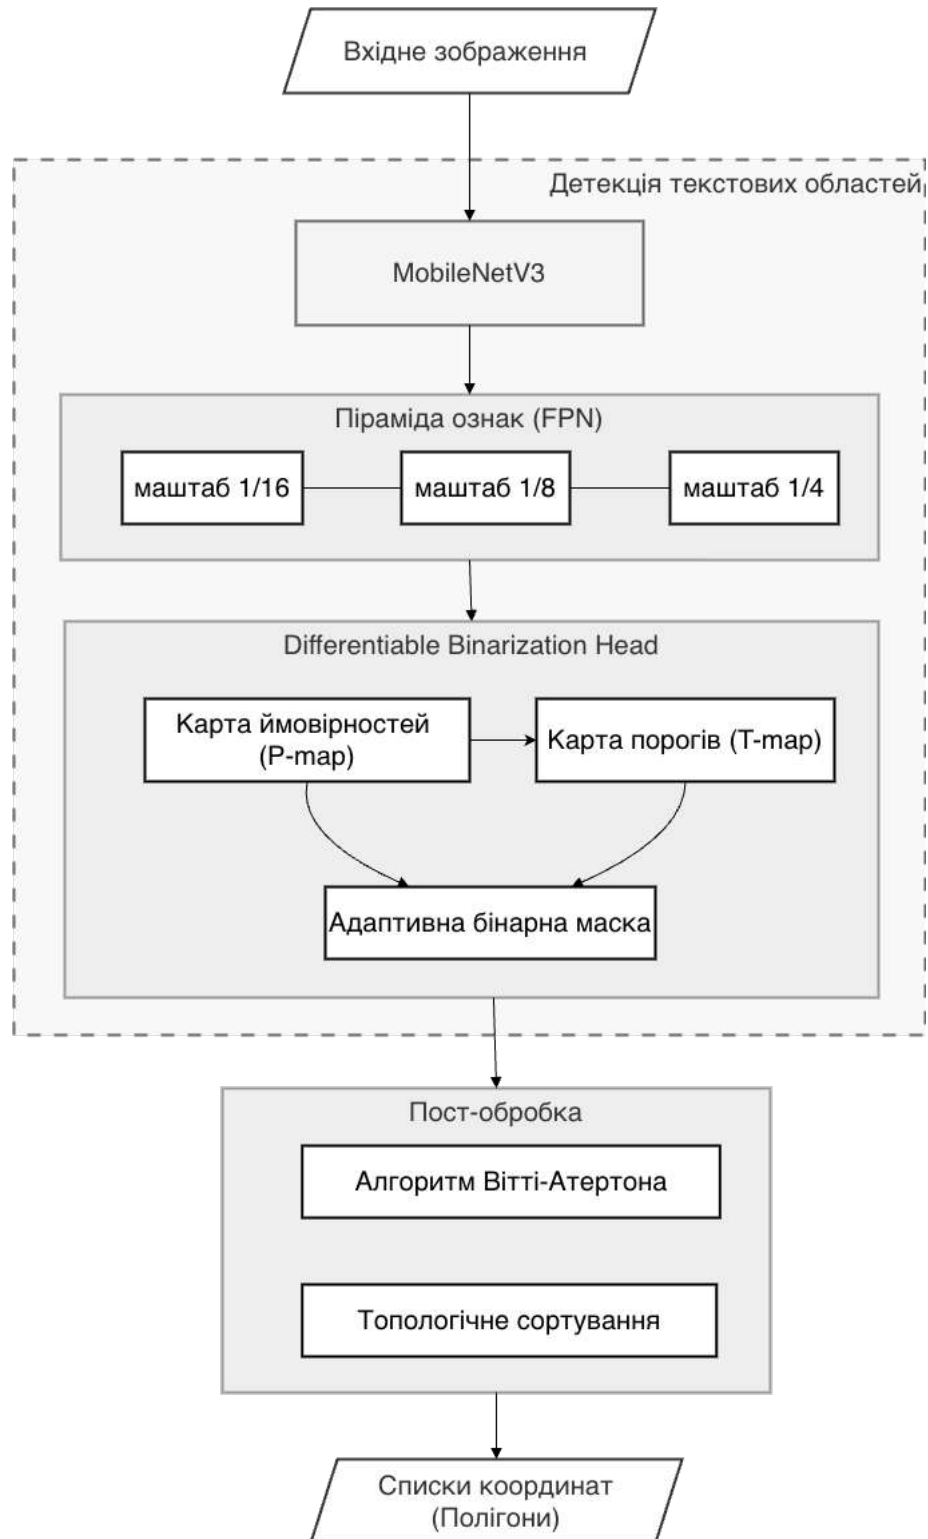 Вхідне зображення
Детекція текстових областей
MobileNetV3
Піраміда ознак (FPN)
маштаб 1/16
маштаб 1/8
маштаб 1/4
Differentiable Binarization Head
Карта ймовірностей
(P-map)
Карта порогів (T-map)
Адаптивна бінарна маска
Пост-обробка
Алгоритм Вітті-Атертона
Топологічне сортування
Списки координат
(Полігони)